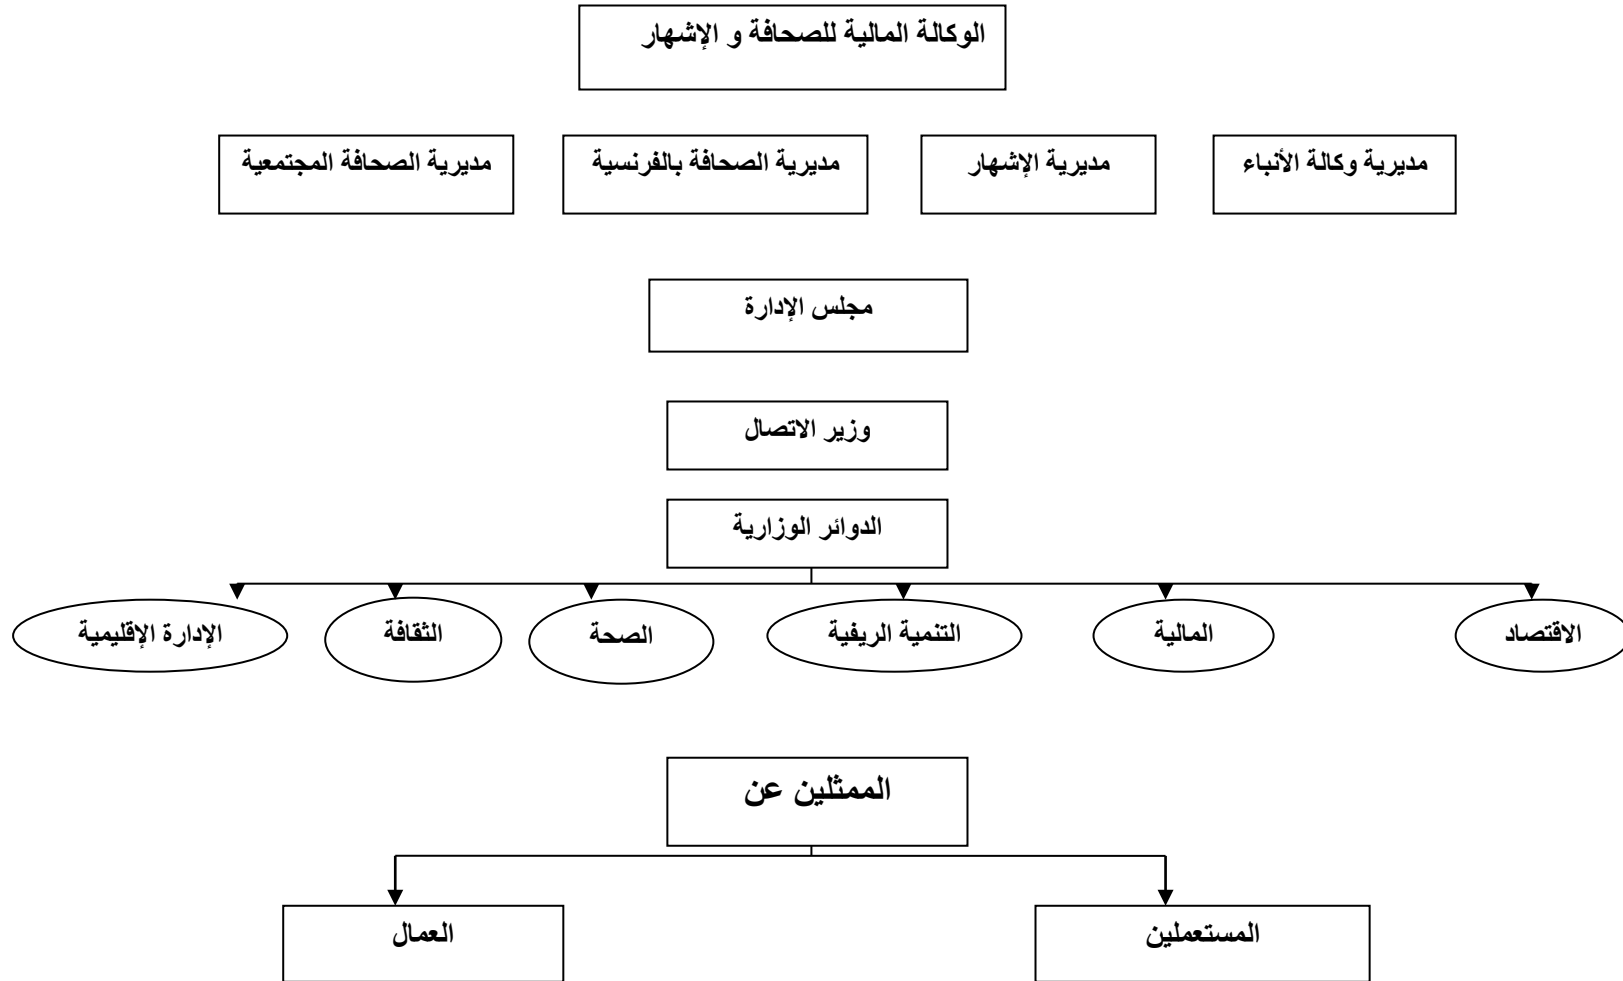 الوكالة المالية للصحافة و الإشهار
مديرية وكالة الأنباء
مديرية الإشهار
مديرية الصحافة بالفرنسية
مديرية الصحافة المجتمعية
مجلس الإدارة
وزير الاتصال
الدوائر الوزارية
الاقتصاد
المالية
التنمية الريفية
الصحة
الثقافة
الإدارة الإقليمية
الممثلين عن
المستعملين
العمال